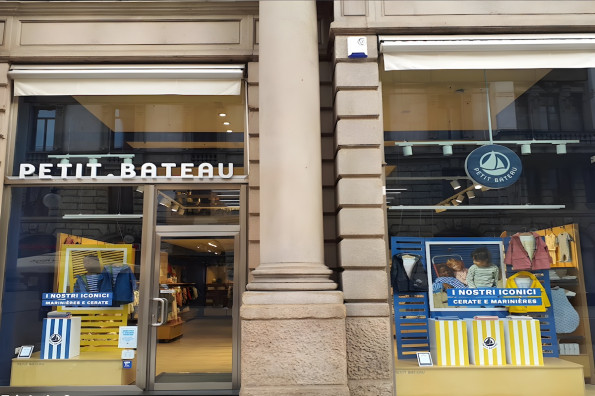 PETIT BATEAU
PETIT BATEAU
I NOSTRI ICONICI
MARINIÈRES E CERATE
I NOSTRI ICONICI
CERATE E MARINIÈRES